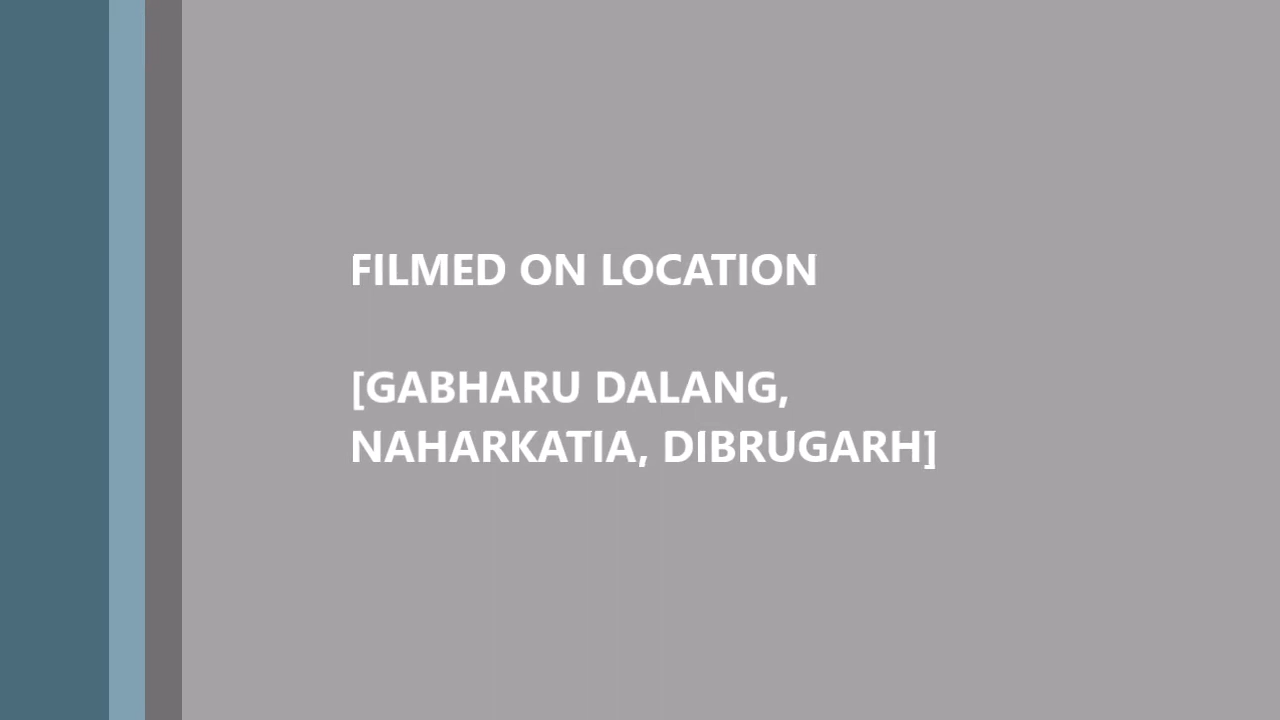 FILMED ON LOCATION
[GABHARU DALANG,
NAHARKATIA, DIBRUGARH]